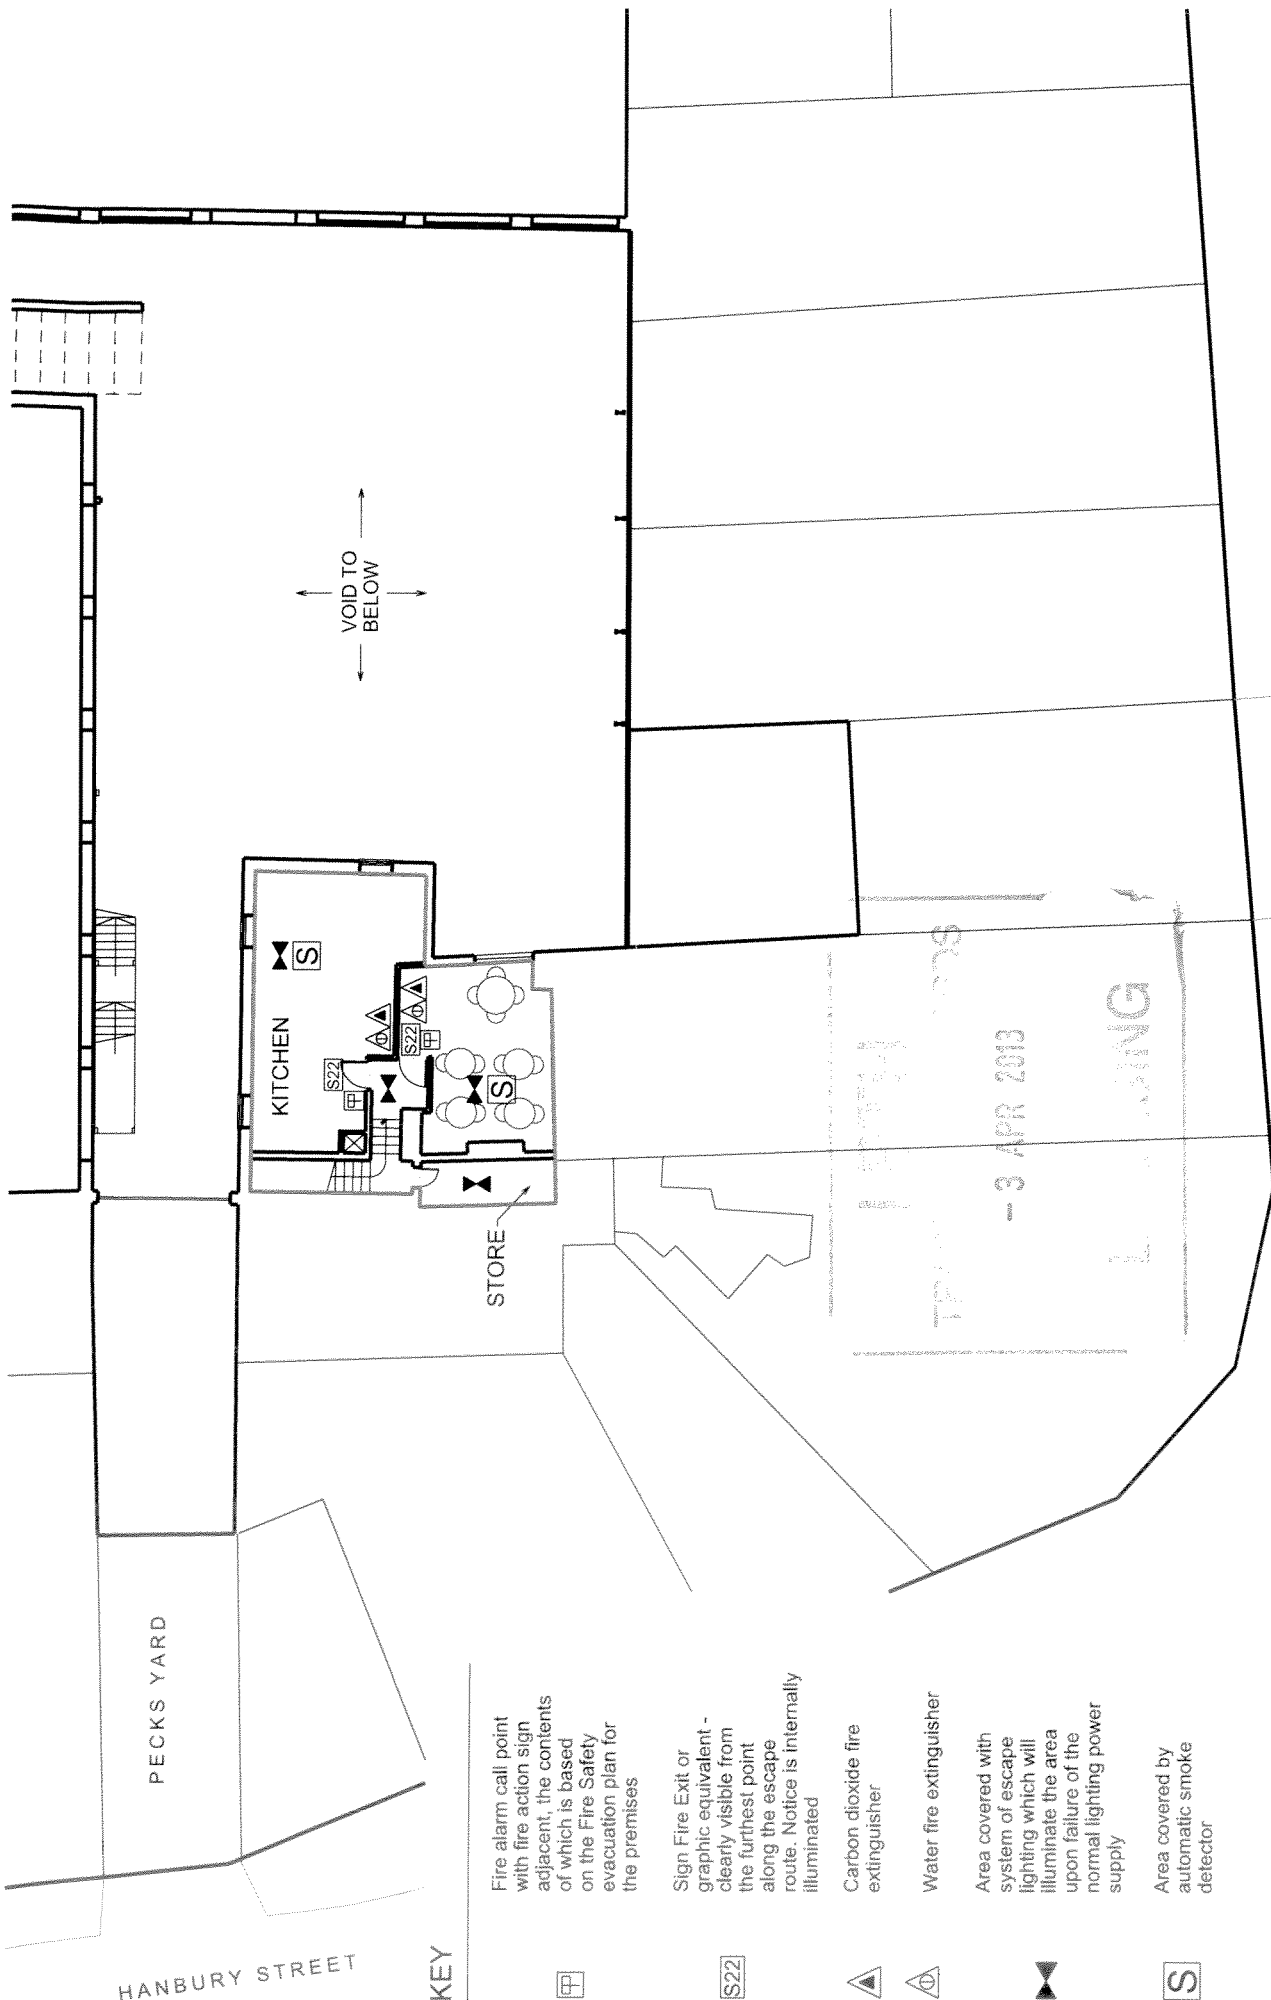 VOID TO
BELOW
KITCHEN
S
S22
S22
S
STORE
PECKS YARD
HANBURY STREET
- 3 APR 2013
KEY
Fire alarm call point
with fire action sign
adjacent, the contents
of which is based
on the Fire Safety
evacuation plan for
the premises
S22
Sign Fire Exit or
graphic equivalent -
clearly visible from
the furthest point
along the escape
route. Notice is internally
illuminated
Carbon dioxide fire
extinguisher
Water fire extinguisher
Area covered with
system of escape
lighting which will
illuminate the area
upon failure of the
normal lighting power
supply
S
Area covered by
automatic smoke
detector